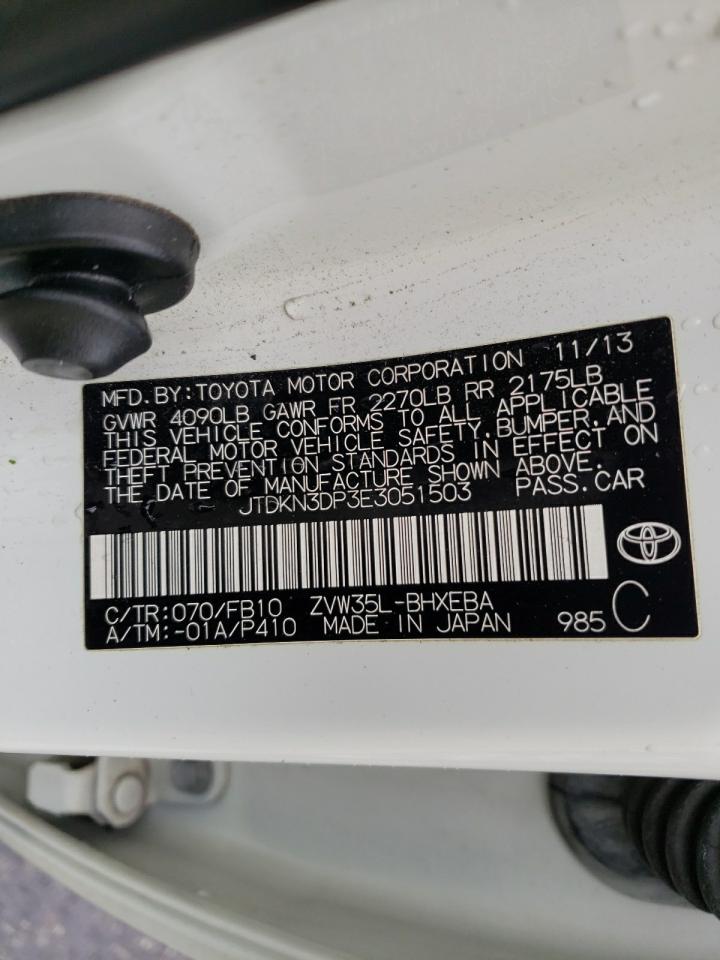 MFD. BY: TOYOTA MOTOR CORPORATION 11/13
GVWR 4090LB GAWR FR 2270LB RR 2175LB
THIS VEHICLE CONFORMS TO ALL APPLICABLE
FEDERAL MOTOR VEHICLE SAFETY, BUMPER, AND
THEFT PREVENTION STANDARDS IN EFFECT ON
THE DATE OF MANUFACTURE SHOWN ABOVE.
JTDKN3DP3E3051503 PASS. CAR
C/TR:070/FB10 ZVW35L-BHXEBA
A/TM:-01A/P410 MADE IN JAPAN 985 C